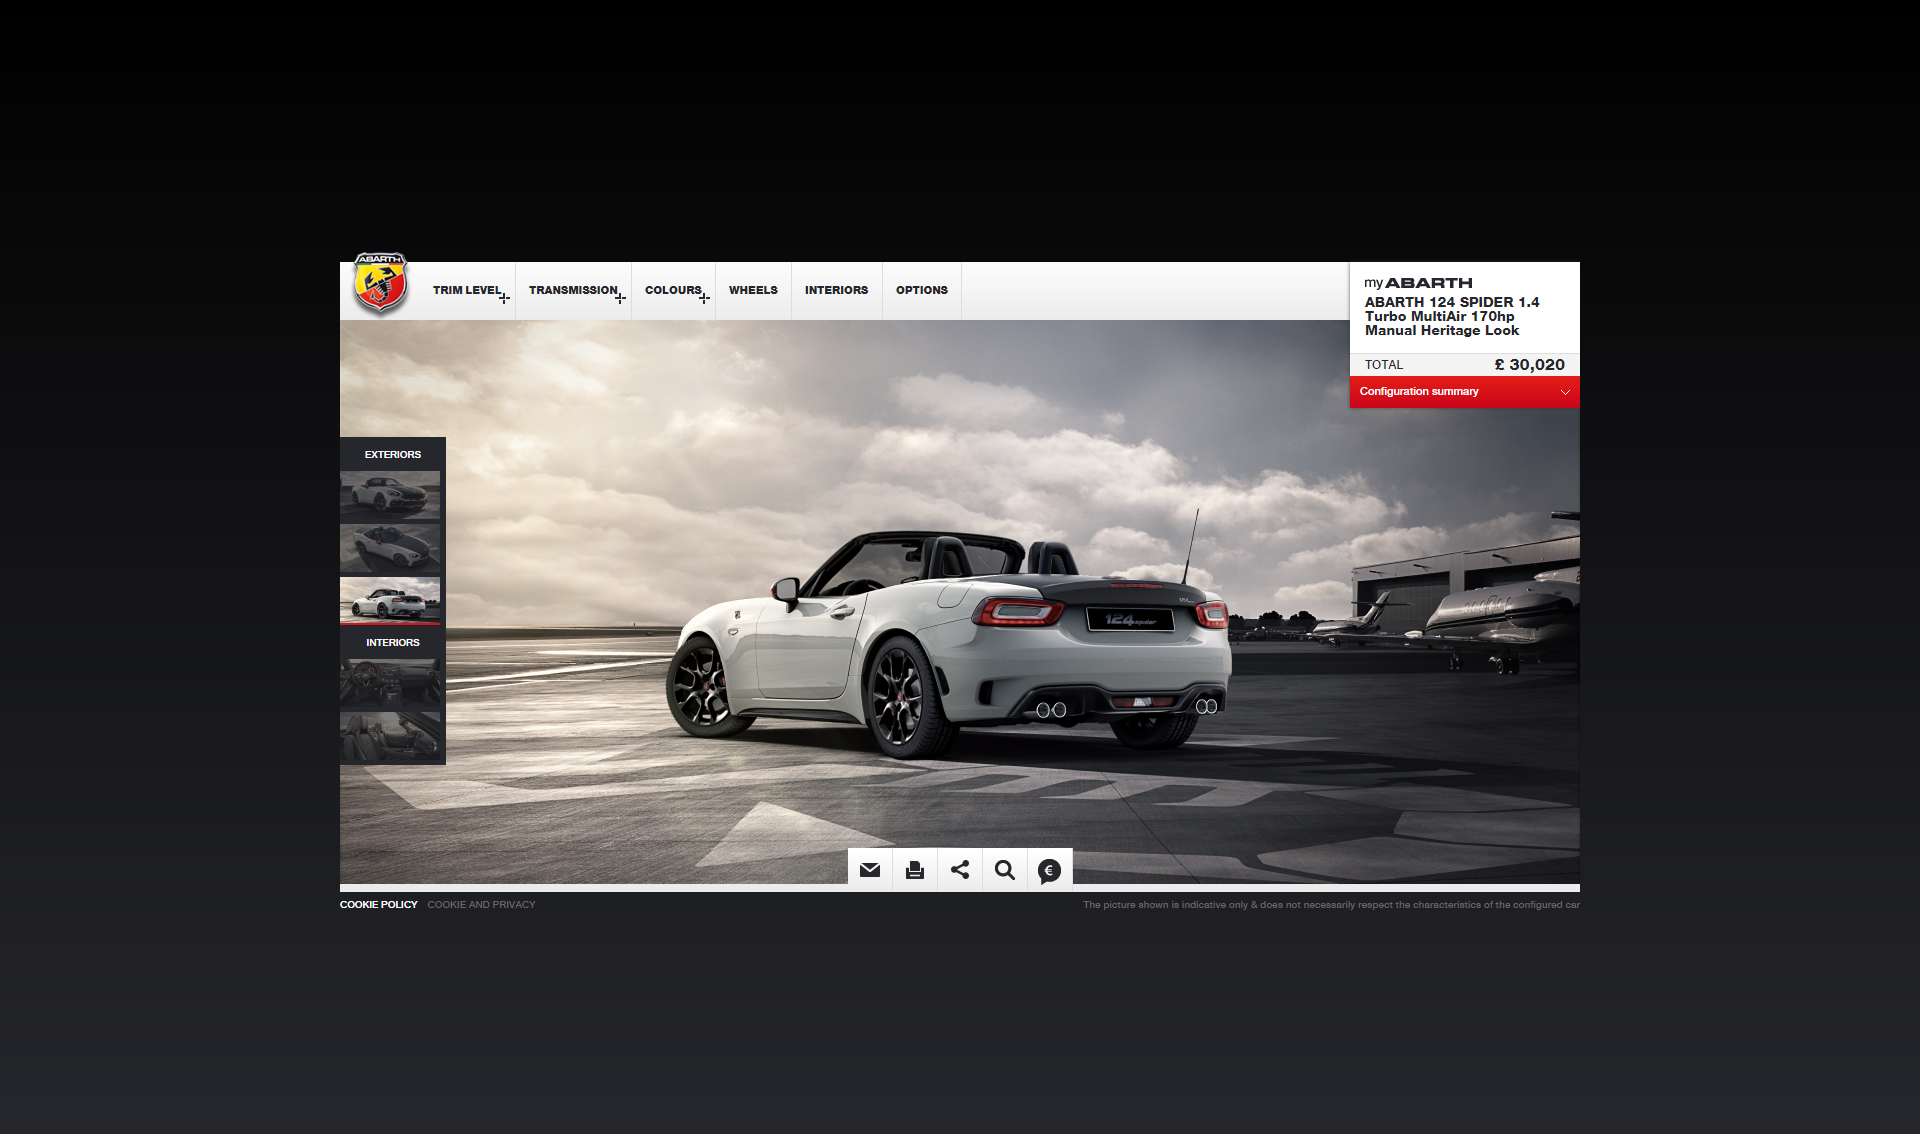 ABARTH
TRIM LEVEL
TRANSMISSION
COLOURS
WHEELS
INTERIORS
OPTIONS
my ABARTH
ABARTH 124 SPIDER 1.4
Turbo MultiAir 170hp
Manual Heritage Look
TOTAL £ 30,020
Configuration summary
EXTERIORS
INTERIORS
124 spider
COOKIE POLICY
COOKIE AND PRIVACY
The picture shown is indicative only & does not necessarily respect the characteristics of the configured car